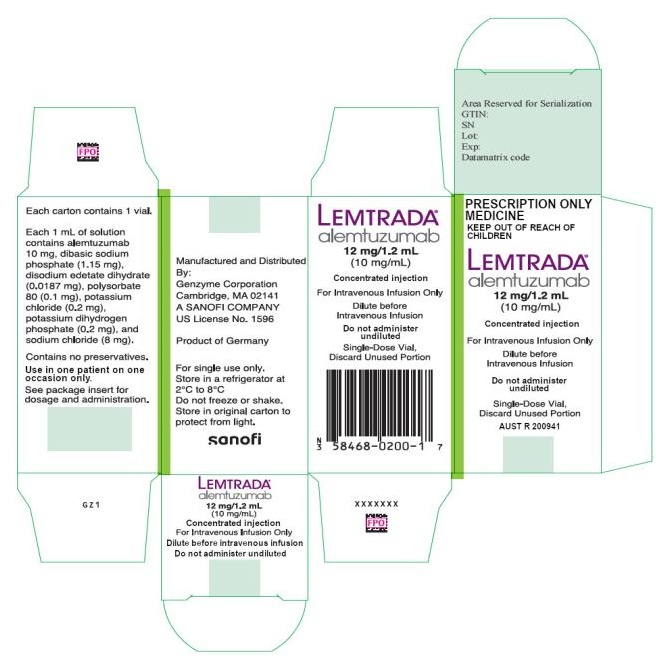 Area Reserved for Serialization
GTIN:
SN
Lot:
Exp:
Datamatrix code
FPO
Each carton contains 1 vial.
Each 1 mL of solution
contains alemtuzumab
10 mg, dibasic sodium
phosphate (1.15 mg),
disodium edetate dihydrate
(0.0187 mg), polysorbate
80 (0.1 mg), potassium
chloride (0.2 mg),
potassium dihydrogen
phosphate (0.2 mg), and
sodium chloride (8 mg).
Contains no preservatives.
Use in one patient on one
occasion only.
See package insert for
dosage and administration.
GZ1
Manufactured and Distributed
By:
Genzyme Corporation
Cambridge, MA 02141
A SANOFI COMPANY
US License No. 1596
Product of Germany
For single use only.
Store in a refrigerator at
2°C to 8°C
Do not freeze or shake.
Store in original carton to
protect from light.
sanofi
LEMTRADA®
alemtuzumab
12 mg/1.2 mL
(10 mg/mL)
Concentrated injection
For Intravenous Infusion Only
Dilute before intravenous infusion
Do not administer undiluted
LEMTRADA®
alemtuzumab
12 mg/1.2 mL
(10 mg/mL)
Concentrated injection
For Intravenous Infusion Only
Dilute before
Intravenous Infusion
Do not administer
undiluted
Single-Dose Vial,
Discard Unused Portion
N
3 58468-0200-1 7
XXXXXXX
FPO
PRESCRIPTION ONLY
MEDICINE
KEEP OUT OF REACH OF
CHILDREN
LEMTRADA®
alemtuzumab
12 mg/1.2 mL
(10 mg/mL)
Concentrated injection
For Intravenous Infusion Only
Dilute before
Intravenous Infusion
Do not administer
undiluted
Single-Dose Vial,
Discard Unused Portion
AUST R 200941